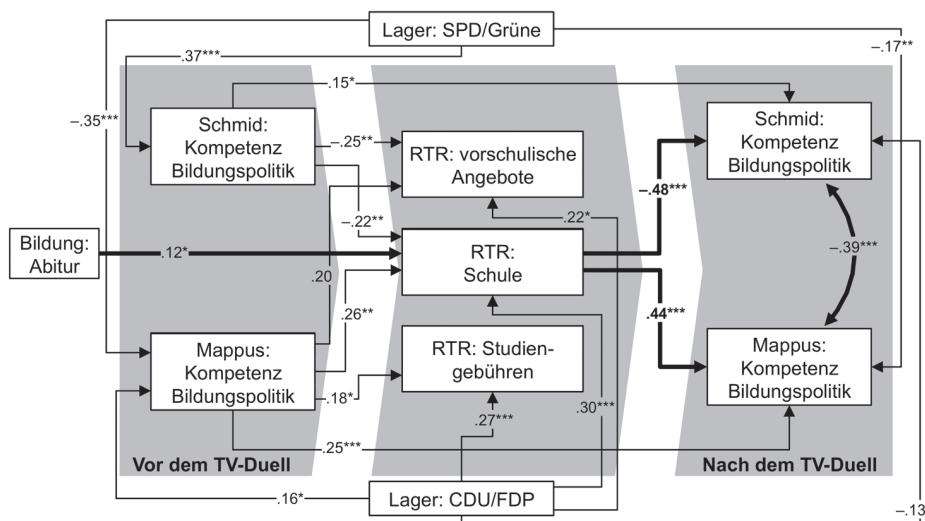 Lager: SPD/Grüne
–.17**
.37***
.15*
–.35***
Schmid:
Kompetenz
Bildungspolitik
–.25**
RTR: vorschulische
Angebote
Schmid:
Kompetenz
Bildungspolitik
–.48***
–.22**
.22*
Bildung:
Abitur
.12*
RTR:
Schule
–.39***
.20
.26**
.44***
Mappus:
Kompetenz
Bildungspolitik
RTR: Studien-
gebühren
Mappus:
Kompetenz
Bildungspolitik
.18*
.30***
.27***
.25***
Vor dem TV-Duell
Nach dem TV-Duell
.16*
Lager: CDU/FDP
–.13